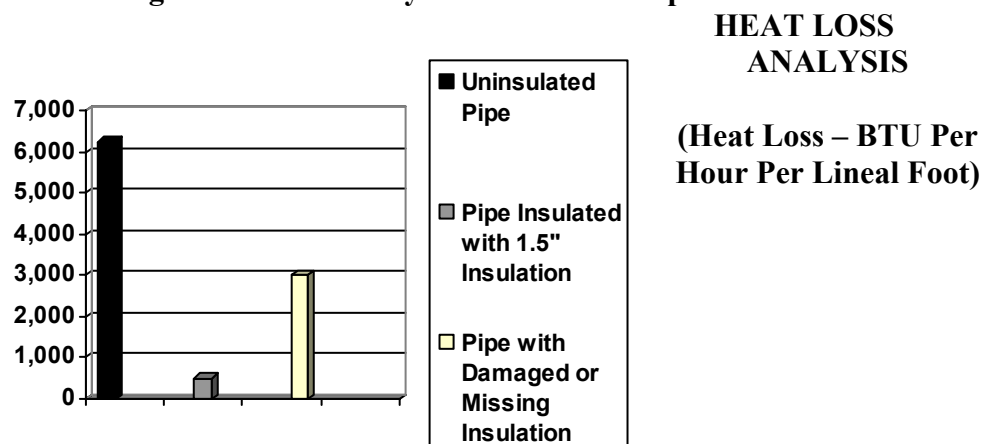 HEAT LOSS
ANALYSIS
(Heat Loss – BTU Per
Hour Per Lineal Foot)
7,000
6,000
5,000
4,000
3,000
2,000
1,000
0
Uninsulated
Pipe
Pipe Insulated
with 1.5"
Insulation
Pipe with
Damaged or
Missing
Insulation